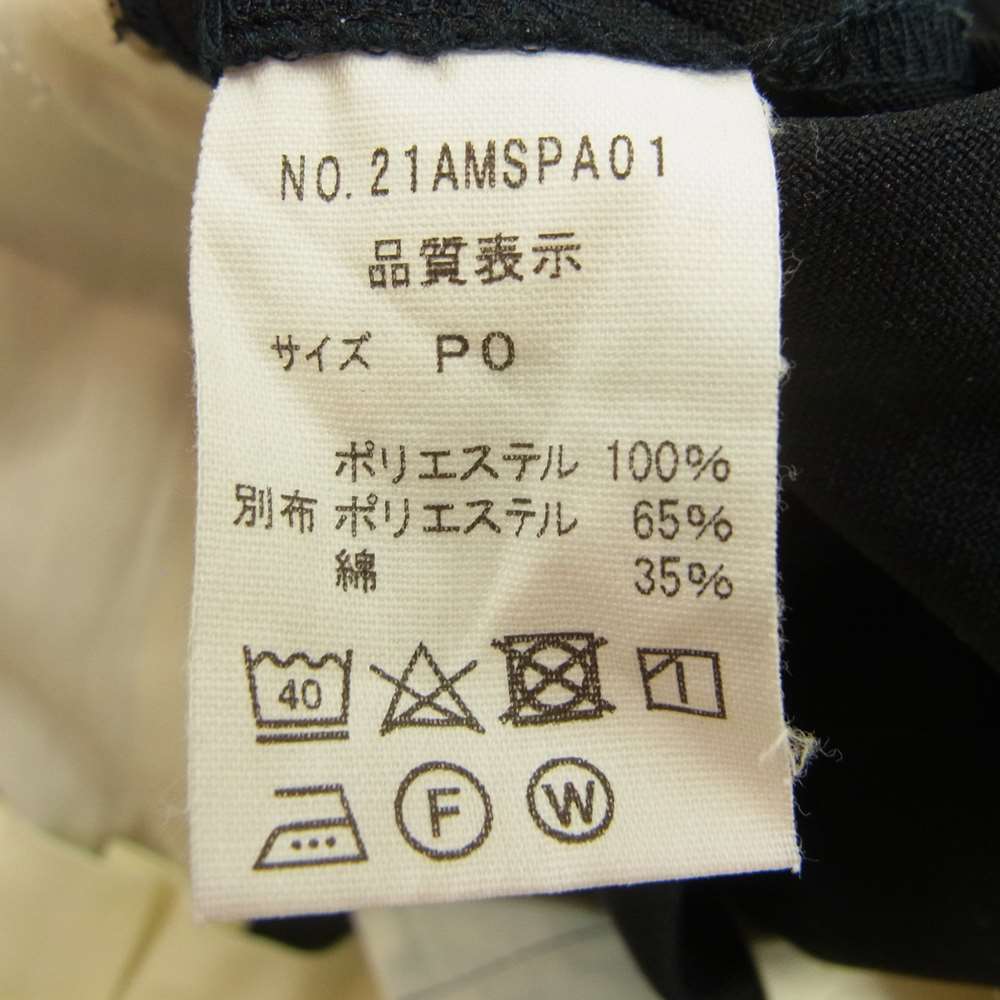 NO.21AMSPA01
品質表示
サイズ PO
ポリエステル 100%
別布 ポリエステル 65%
綿 35%
40
F W